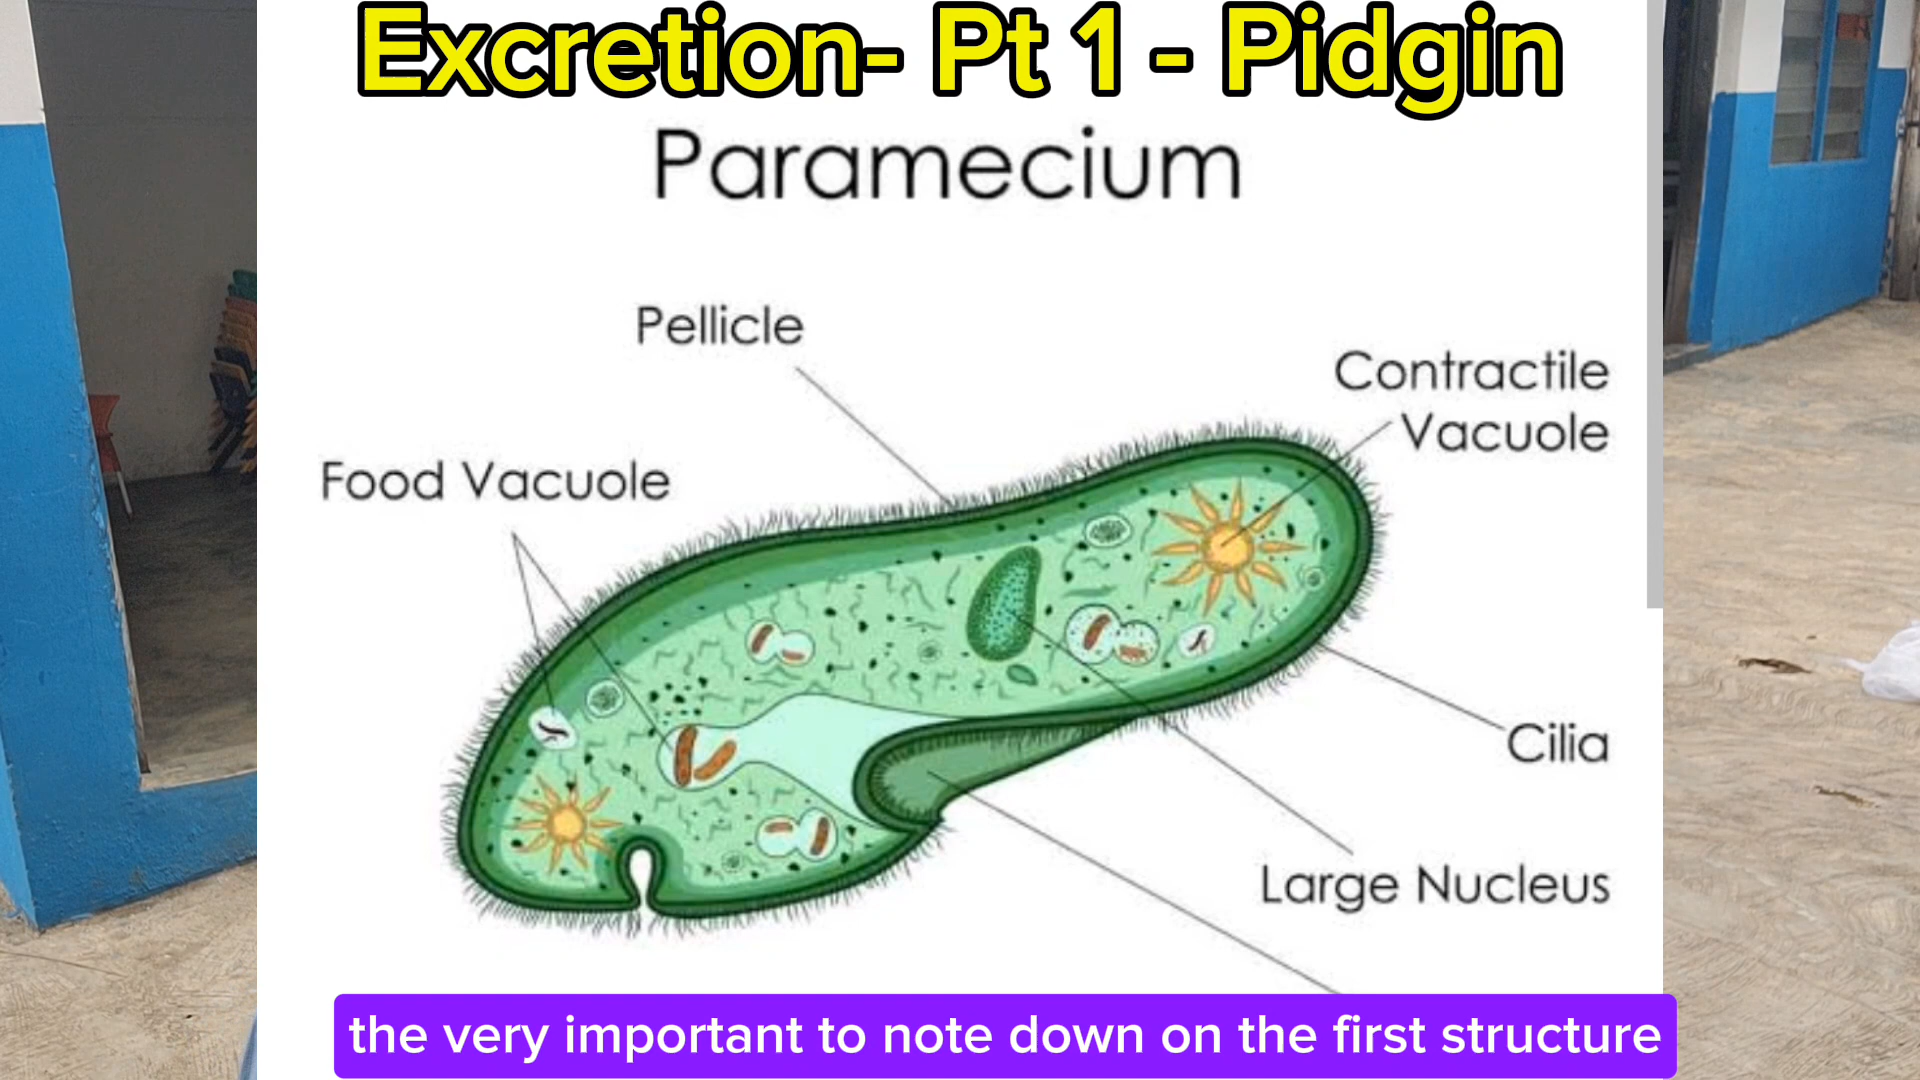 Excretion- Pt 1 - Pidgin
Paramecium
Pellicle
Contractile
Vacuole
Food Vacuole
Cilia
Large Nucleus
the very important to note down on the first structure